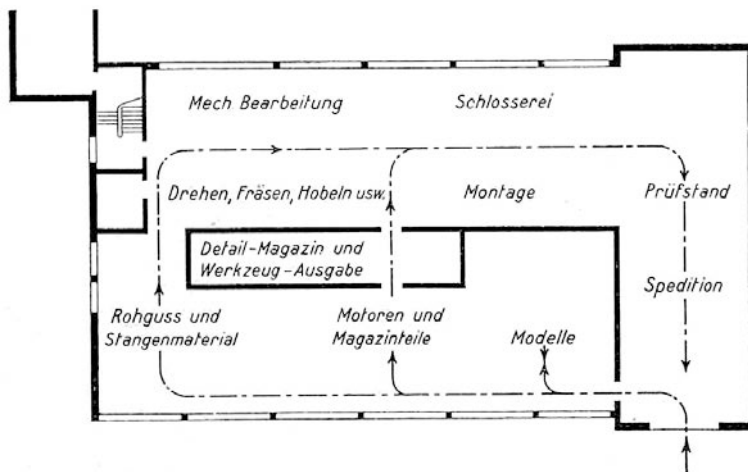 Mech Bearbeitung
Schlosserei
Drehen, Fräsen, Hobeln usw.
Montage
Prüfstand
Detail-Magazin und
Werkzeug-Ausgabe
Spedition
Rohguss und
Stangenmaterial
Motoren und
Magazinteile
Modelle